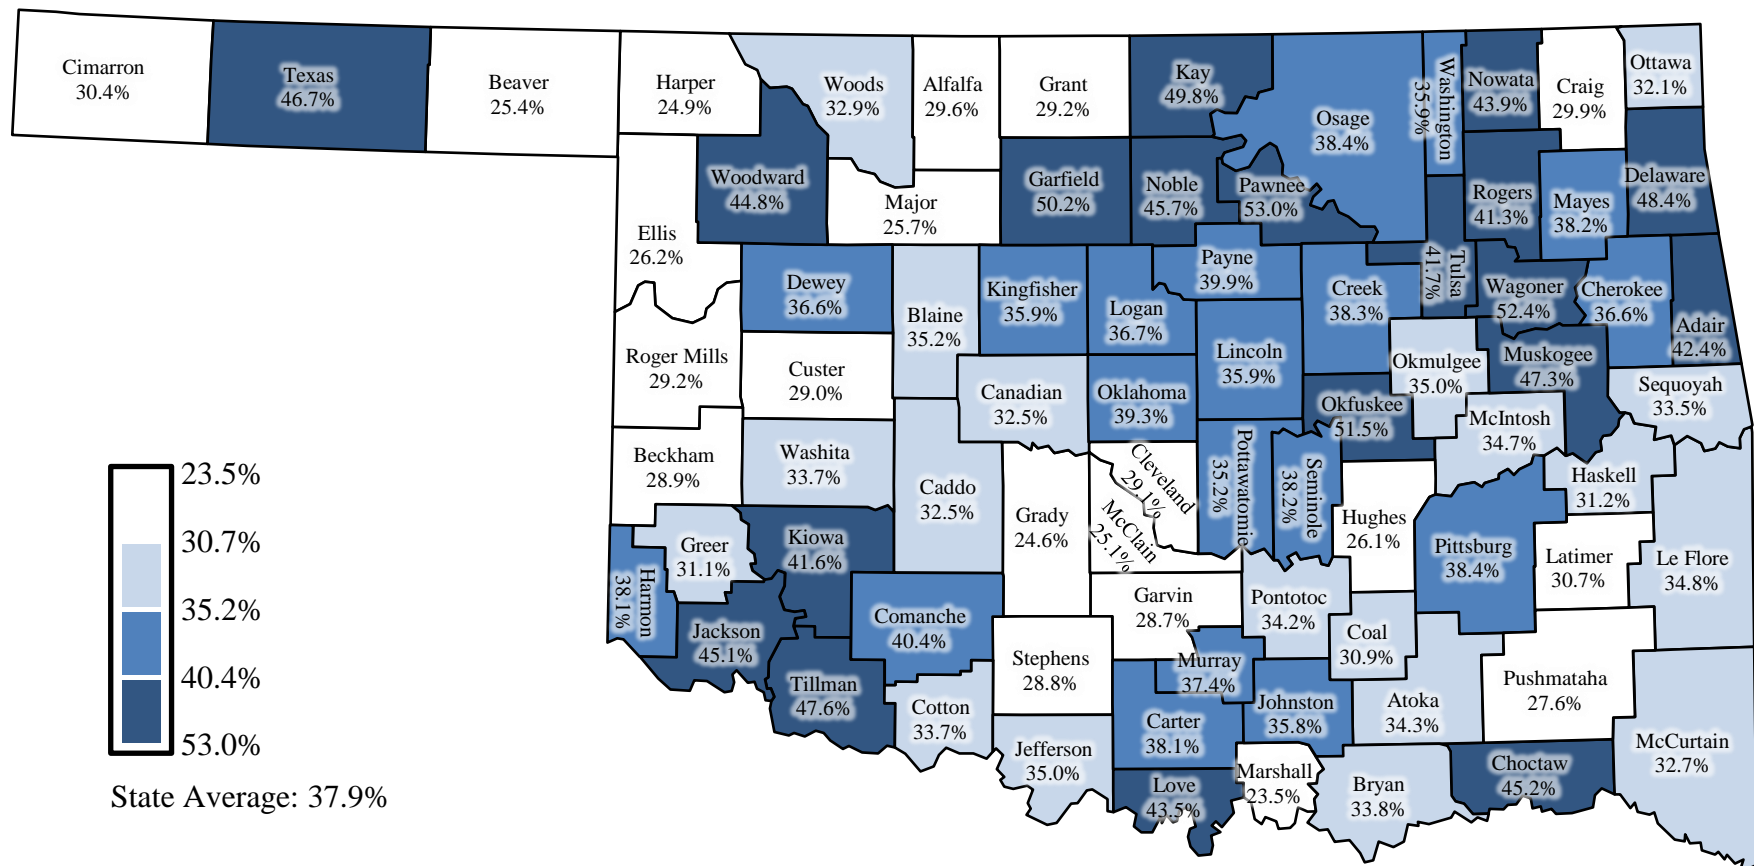 Cimarron
30.4%
Texas
46.7%
Beaver
25.4%
Harper
24.9%
Woods
32.9%
Alfalfa
29.6%
Grant
29.2%
Kay
49.8%
Osage
38.4%
Washington
35.9%
Nowata
43.9%
Craig
29.9%
Ottawa
32.1%
Woodward
44.8%
Major
25.7%
Garfield
50.2%
Noble
45.7%
Pawnee
53.0%
Rogers
41.3%
Mayes
38.2%
Delaware
48.4%
Ellis
26.2%
Dewey
36.6%
Blaine
35.2%
Kingfisher
35.9%
Logan
36.7%
Payne
39.9%
Creek
38.3%
Tulsa
41.7%
Wagoner
52.4%
Cherokee
36.6%
Adair
42.4%
Roger Mills
29.2%
Custer
29.0%
Canadian
32.5%
Oklahoma
39.3%
Lincoln
35.9%
Okmulgee
35.0%
Muskogee
47.3%
Sequoyah
33.5%
Okfuskee
51.5%
McIntosh
34.7%
Beckham
28.9%
Washita
33.7%
Caddo
32.5%
Grady
24.6%
Cleveland
29.1%
McClain
25.1%
Pottawatomie
35.2%
Seminole
38.2%
Hughes
26.1%
Haskell
31.2%
Pittsburg
38.4%
Latimer
30.7%
Le Flore
34.8%
Greer
31.1%
Kiowa
41.6%
Harmon
38.1%
Jackson
45.1%
Comanche
40.4%
Tillman
47.6%
Cotton
33.7%
Stephens
28.8%
Garvin
28.7%
Murray
37.4%
Pontotoc
34.2%
Coal
30.9%
Johnston
35.8%
Atoka
34.3%
Pushmataha
27.6%
Carter
38.1%
Jefferson
35.0%
Love
43.5%
Marshall
23.5%
Bryan
33.8%
Choctaw
45.2%
McCurtain
32.7%
23.5%
30.7%
35.2%
40.4%
53.0%
State Average: 37.9%